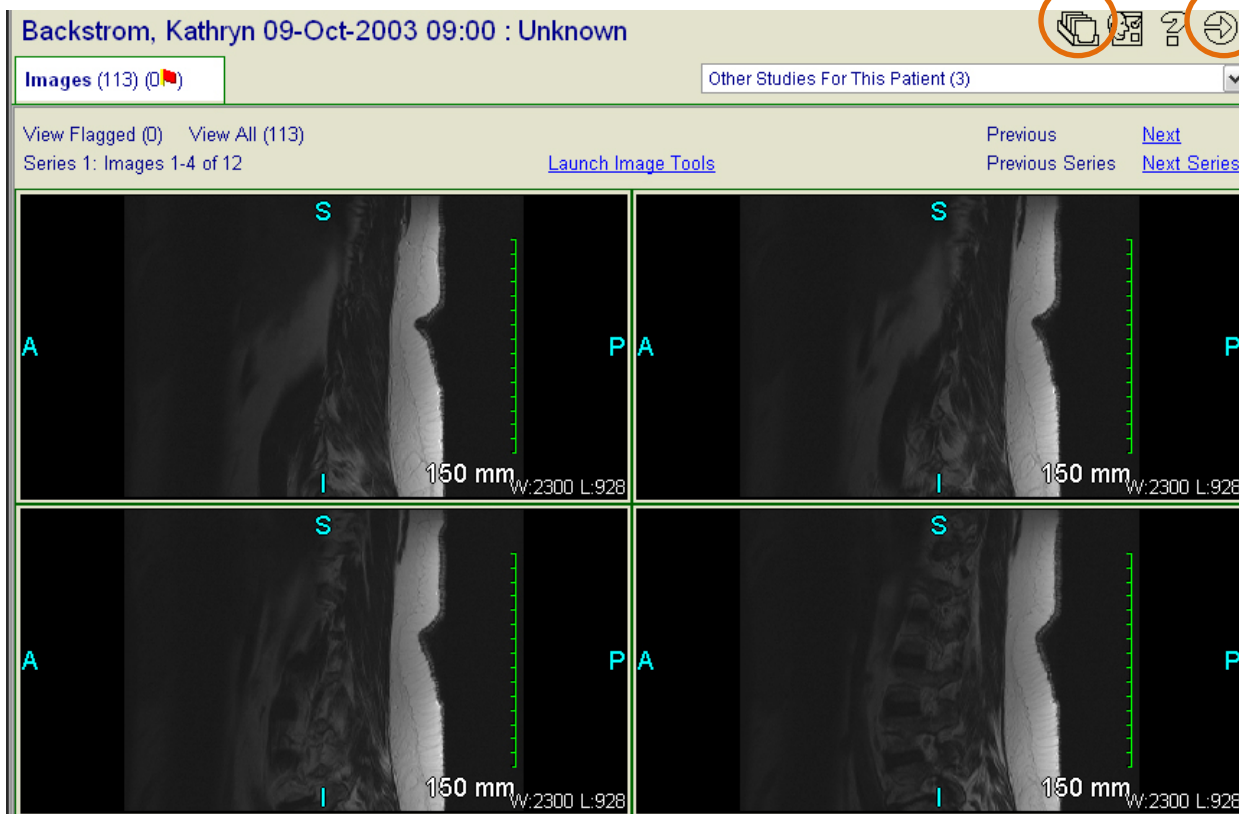 Backstrom, Kathryn 09-Oct-2003 09:00 : Unknown
Images (113) (0)
Other Studies For This Patient (3)
View Flagged (0) View All (113)
Previous Next
Series 1: Images 1-4 of 12
Launch Image Tools
Previous Series Next Series
S
A
P
I
150 mm
W:2300 L:928
S
A
P
I
150 mm
W:2300 L:928
S
A
P
I
150 mm
W:2300 L:928
S
A
P
I
150 mm
W:2300 L:928